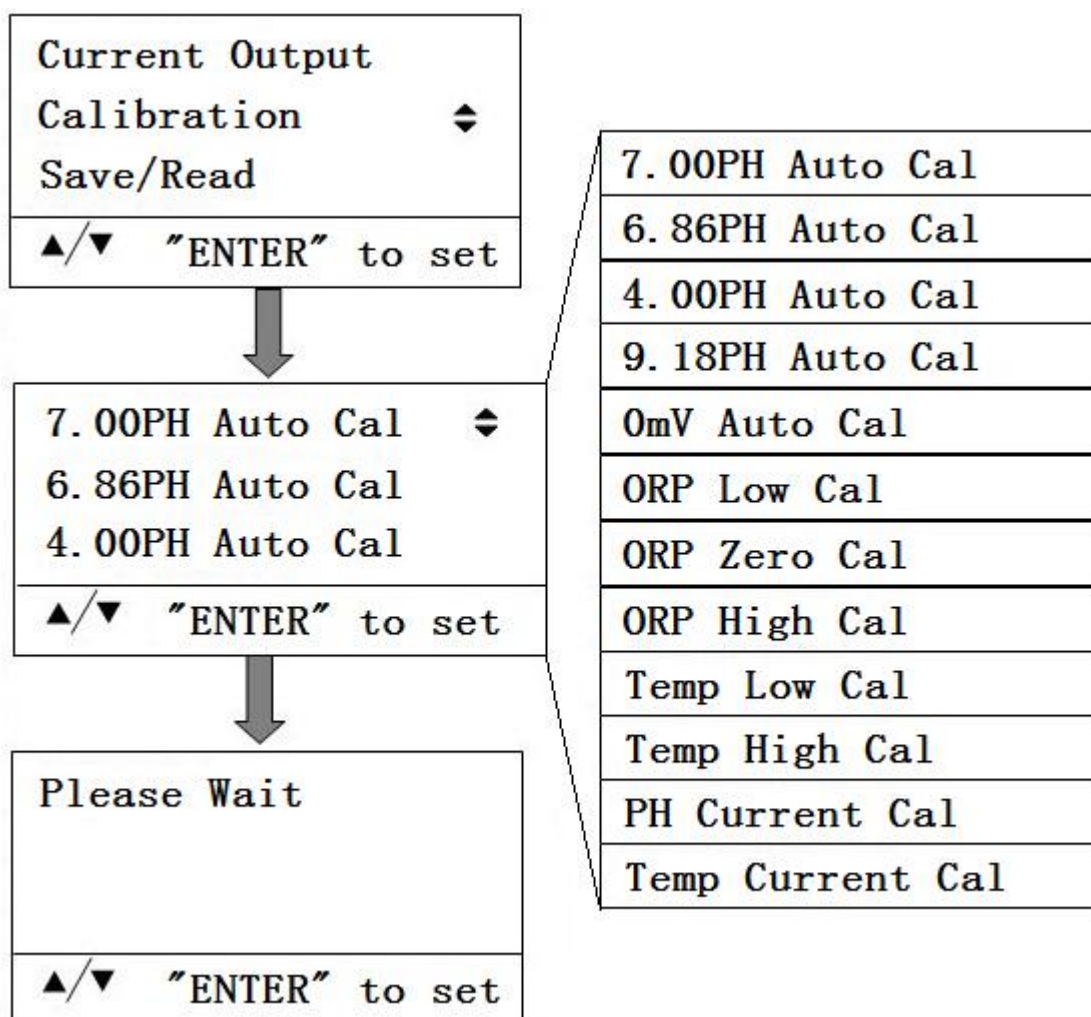 Current Output
Calibration
Save/Read
▲/▼ "ENTER" to set
7.00PH Auto Cal
6.86PH Auto Cal
4.00PH Auto Cal
▲/▼ "ENTER" to set
Please Wait
▲/▼ "ENTER" to set
7.00PH Auto Cal
6.86PH Auto Cal
4.00PH Auto Cal
9.18PH Auto Cal
0mV Auto Cal
ORP Low Cal
ORP Zero Cal
ORP High Cal
Temp Low Cal
Temp High Cal
PH Current Cal
Temp Current Cal